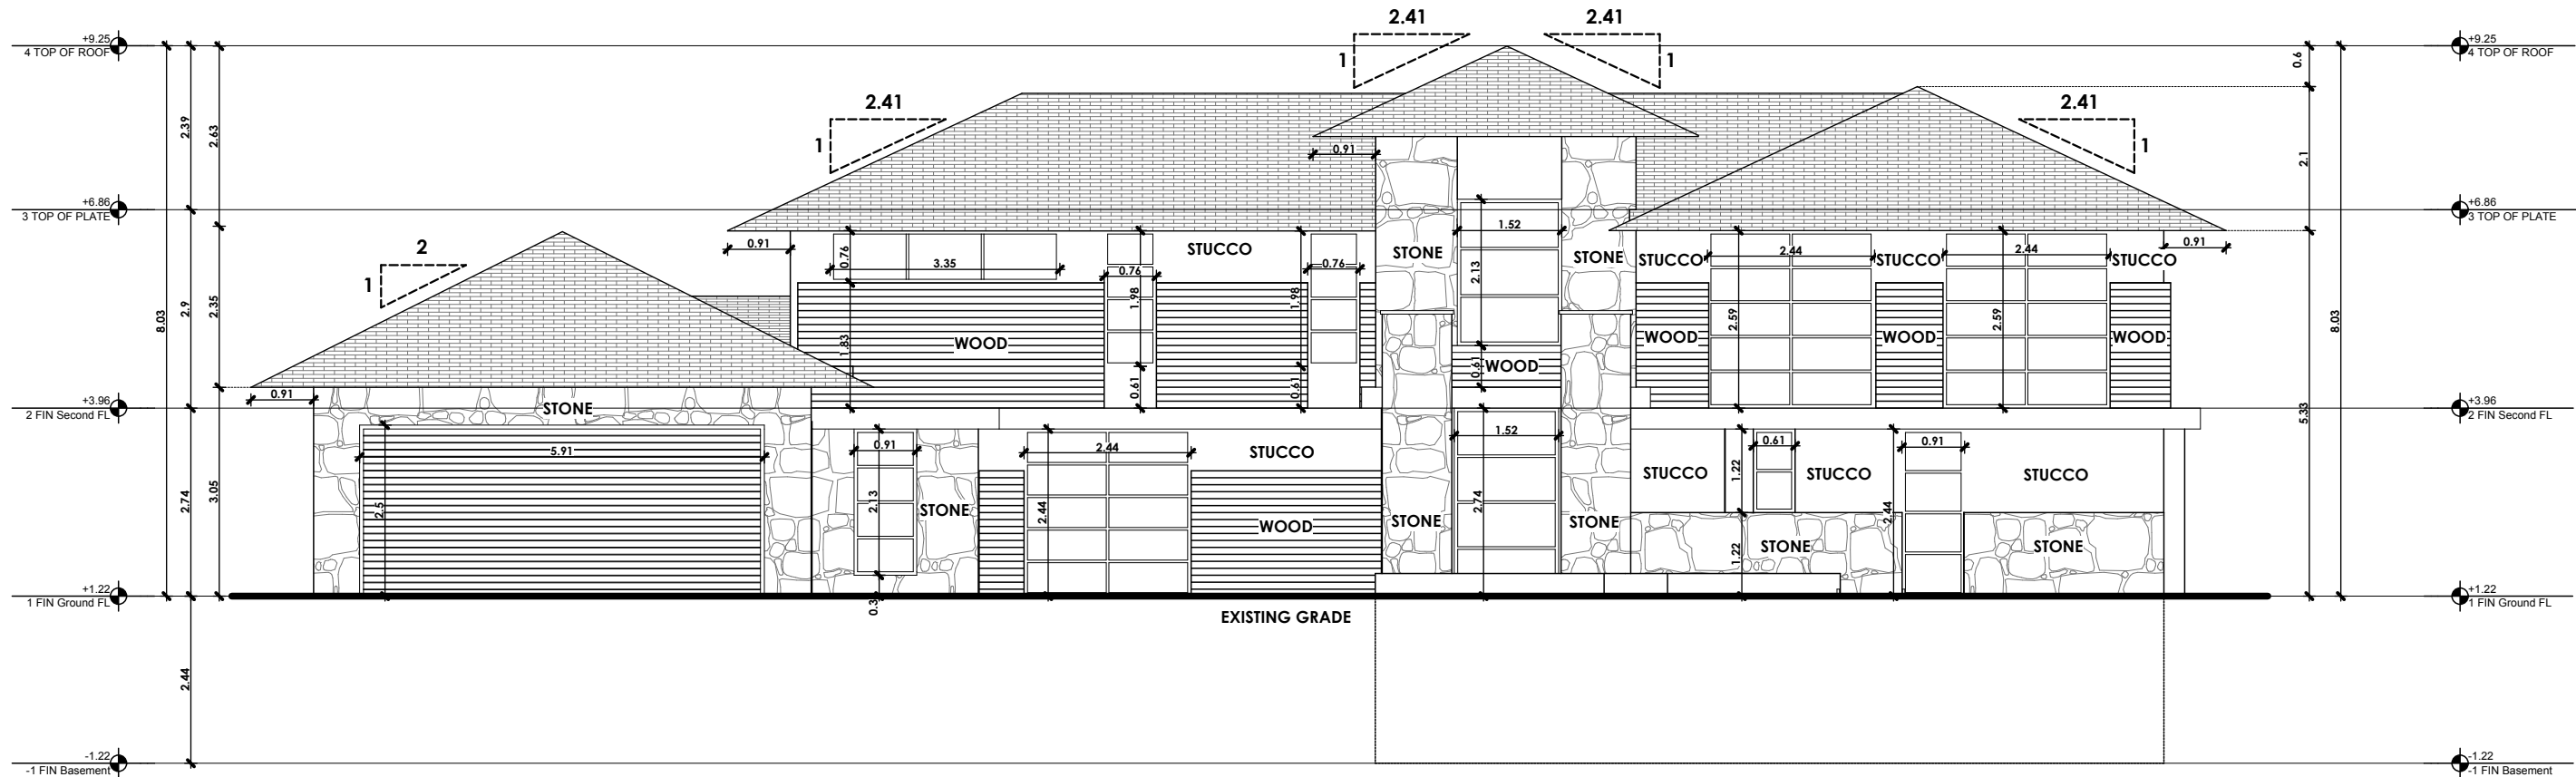 2.41
2.41
+9.25
4 TOP OF ROOF
+9.25
4 TOP OF ROOF
1
1
0.6
2.41
2.41
2.39
2.63
1
0.91
1
2.1
+6.86
3 TOP OF PLATE
+6.86
3 TOP OF PLATE
1.52
2
0.91
0.76
STUCCO
STONE
STONE
STUCCO
2.44
STUCCO
2.44
STUCCO
0.91
3.35
0.76
0.76
1
2.13
8.03
2.9
2.35
1.98
1.98
2.59
2.59
8.03
WOOD
1.83
WOOD
WOOD
WOOD
0.61
WOOD
0.91
0.61
0.61
STONE
+3.96
2 FIN Second FL
5.33
+3.96
2 FIN Second FL
5.91
0.91
2.44
STUCCO
1.52
0.61
0.91
STUCCO
1.22
STUCCO
STUCCO
2.74
3.05
2.5
2.13
STONE
2.44
WOOD
STONE
2.74
STONE
2.44
1.22
STONE
STONE
+1.22
1 FIN Ground FL
0.3
+1.22
1 FIN Ground FL
EXISTING GRADE
2.44
-1.22
-1 FIN Basement
-1.22
-1 FIN Basement